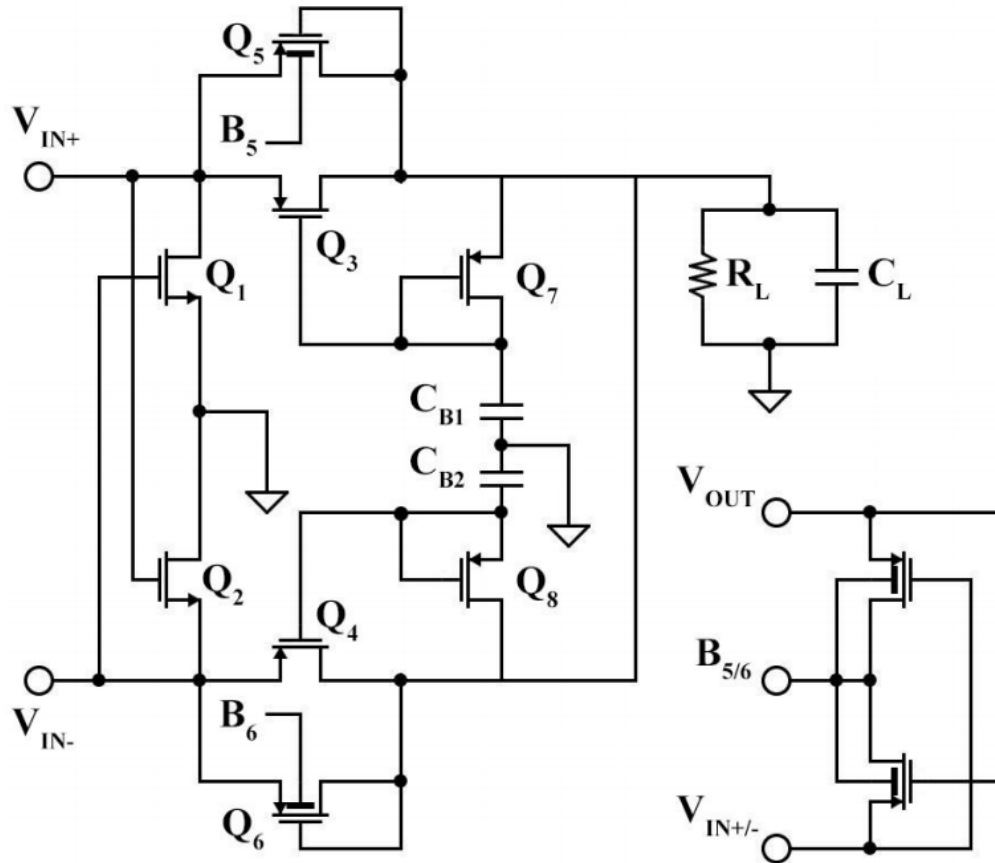 Q5
VIN+
B5
Q3
Q1
Q7
RL
CL
CB1
CB2
VOUT
Q2
Q8
Q4
B5/6
VIN-
B6
Q6
VIN+/-